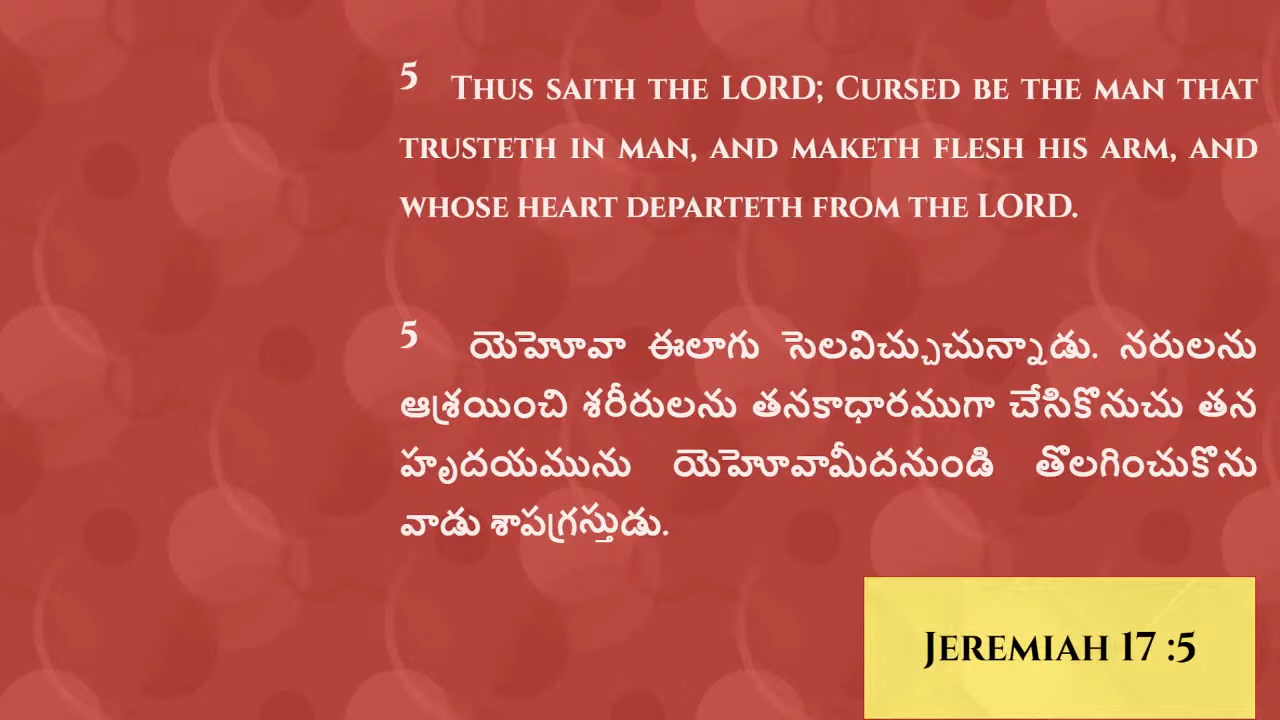 5 Thus saith the LORD; Cursed be the man that
trusteth in man, and maketh flesh his arm, and
whose heart departeth from the LORD.
5 యెహోవా ఈలాగు సెలవిచ్చుచున్నాడు. నరులను
ఆశ్రయించి శరీరులను తనకాధారముగా చేసికొనుచు తన
హృదయమును యెహోవామీదనుండి తొలగించుకొను
వాడు శాపగ్రస్తుడు.
Jeremiah 17 :5